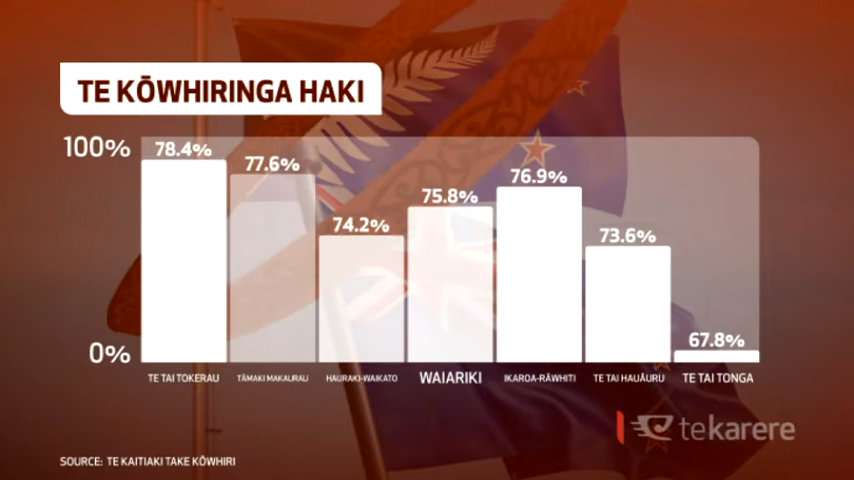 TE KŌWHIRINGA HAKI
100%
78.4%
77.6%
74.2%
75.8%
76.9%
73.6%
67.8%
0%
TE TAI TOKERAU
TĀMAKI MAKAURAU
HAURAKI-WAIKATO
WAIARIKI
IKAROA-RĀWHITI
TE TAI HAUĀURU
TE TAI TONGA
tekarere
SOURCE: TE KAITIAKI TAKE KŌWHIRI